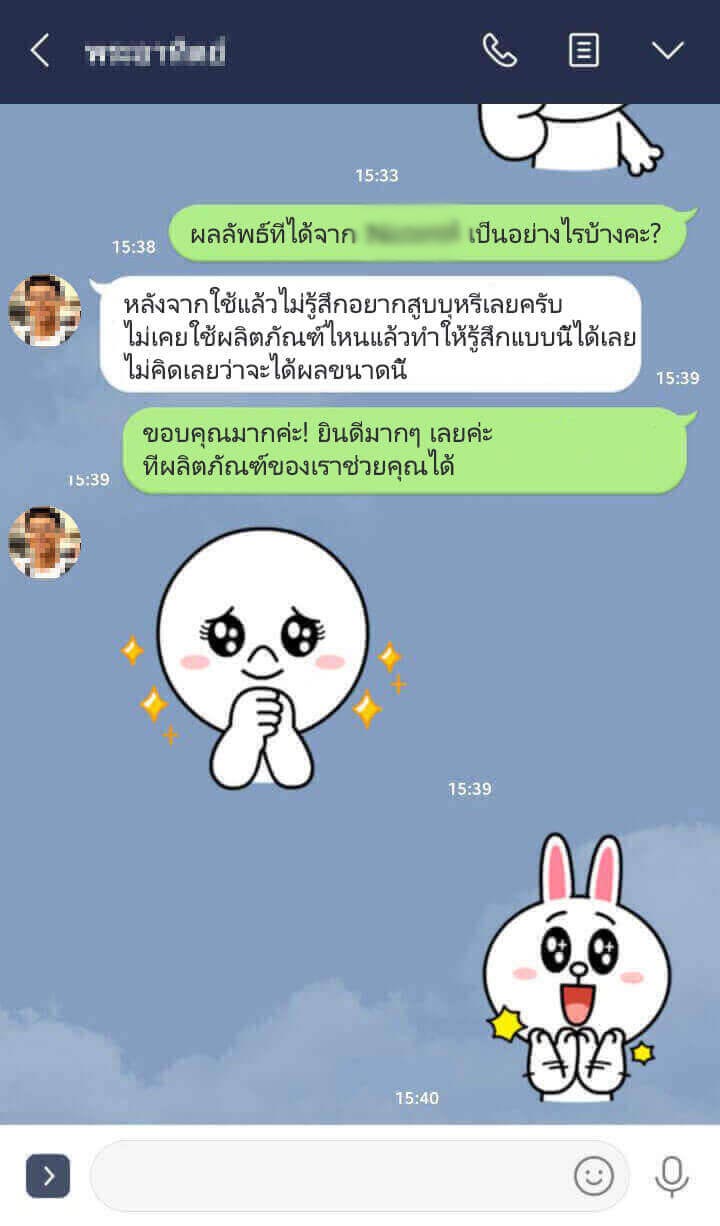 15:33
ผลลัพธ์ที่ได้จาก เป็นอย่างไรบ้างคะ?
15:38
หลังจากใช้แล้วไม่รู้สึกอยากสูบบุหรี่เลยครับ
ไม่เคยใช้ผลิตภัณฑ์ไหนแล้วทำให้รู้สึกแบบนี้ได้เลย
ไม่คิดเลยว่าจะได้ผลขนาดนี้
15:39
ขอบคุณมากค่ะ! ยินดีมากๆ เลยค่ะ
ที่ผลิตภัณฑ์ของเราช่วยคุณได้
15:39
15:39
15:40